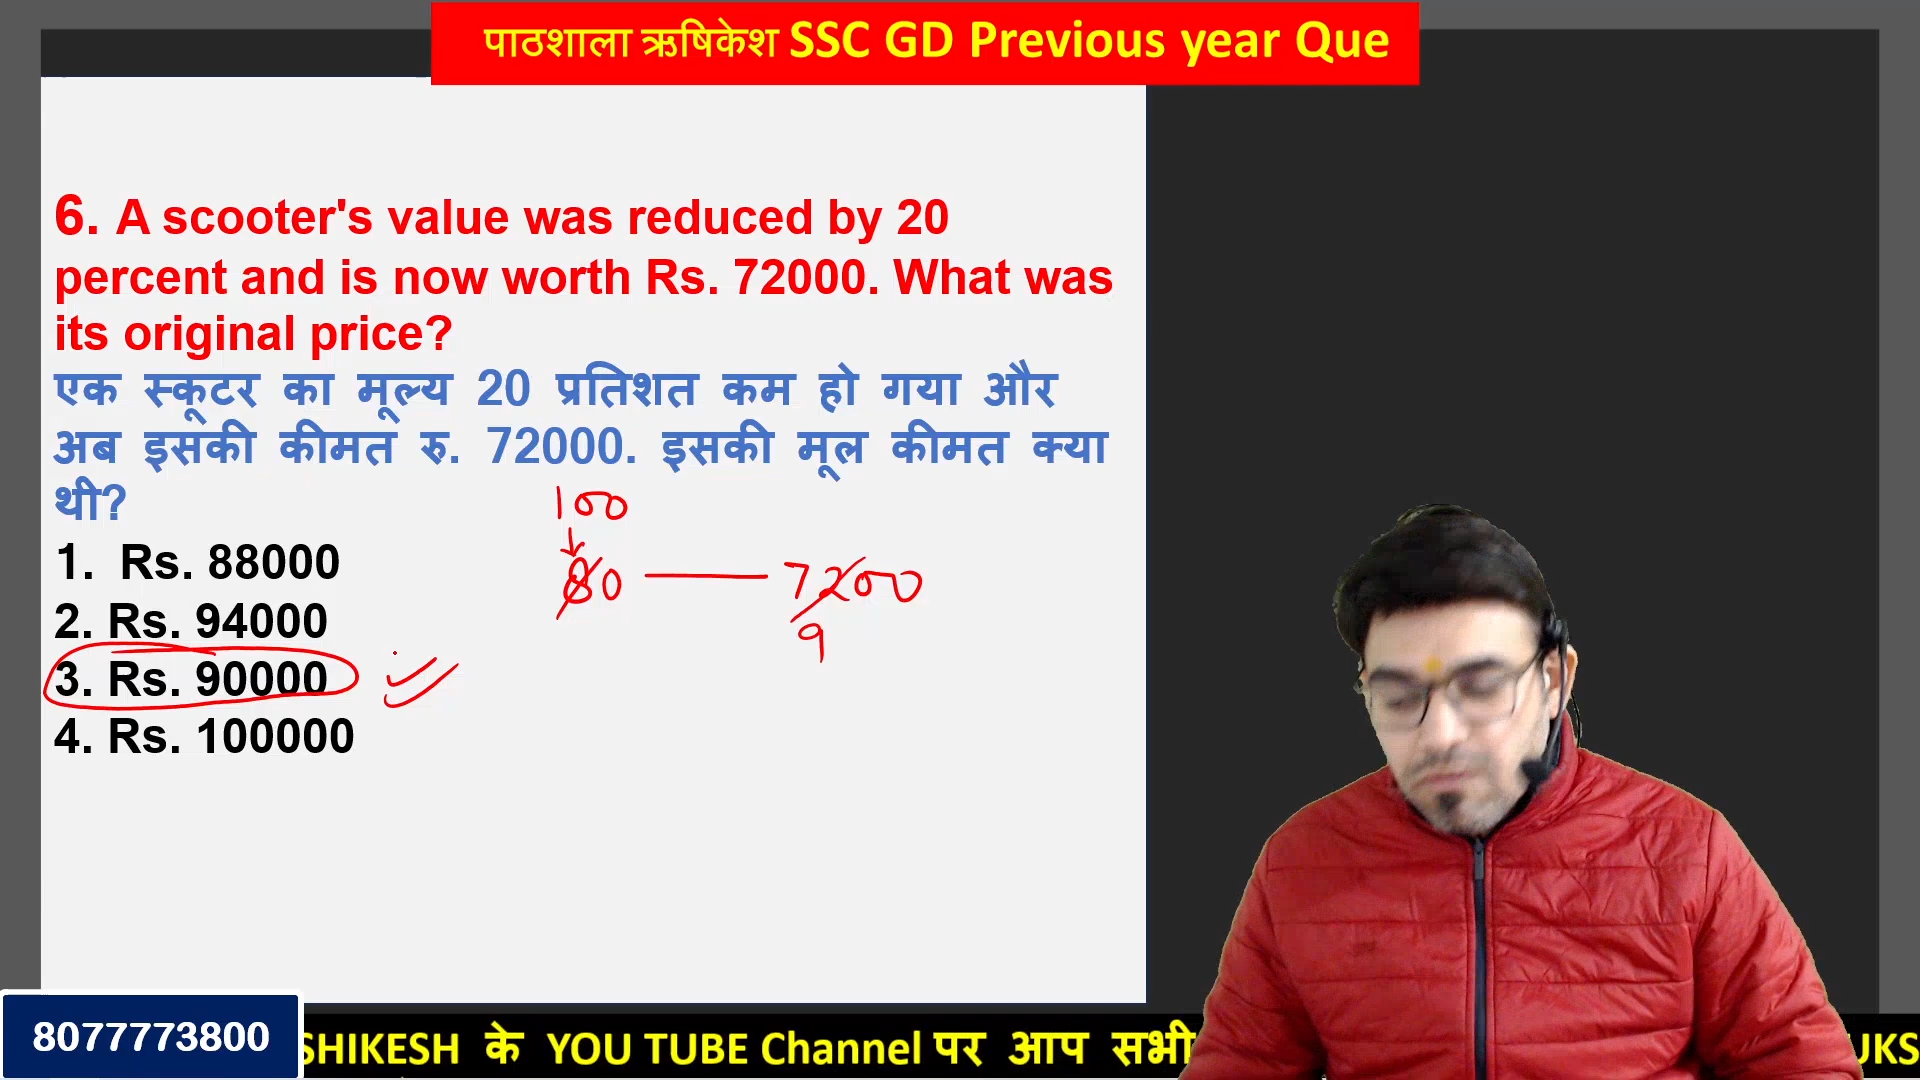 पाठशाला ऋषिकेश SSC GD Previous year Que
6. A scooter's value was reduced by 20
percent and is now worth Rs. 72000. What was
its original price?
एक स्कूटर का मूल्य 20 प्रतिशत कम हो गया और
अब इसकी कीमत रु. 72000. इसकी मूल कीमत क्या
थी?
100
80 7200
9
1. Rs. 88000
2. Rs. 94000
3. Rs. 90000
4. Rs. 100000
8077773800
SHIKESH के YOU TUBE Channel पर आप सभी
UKS